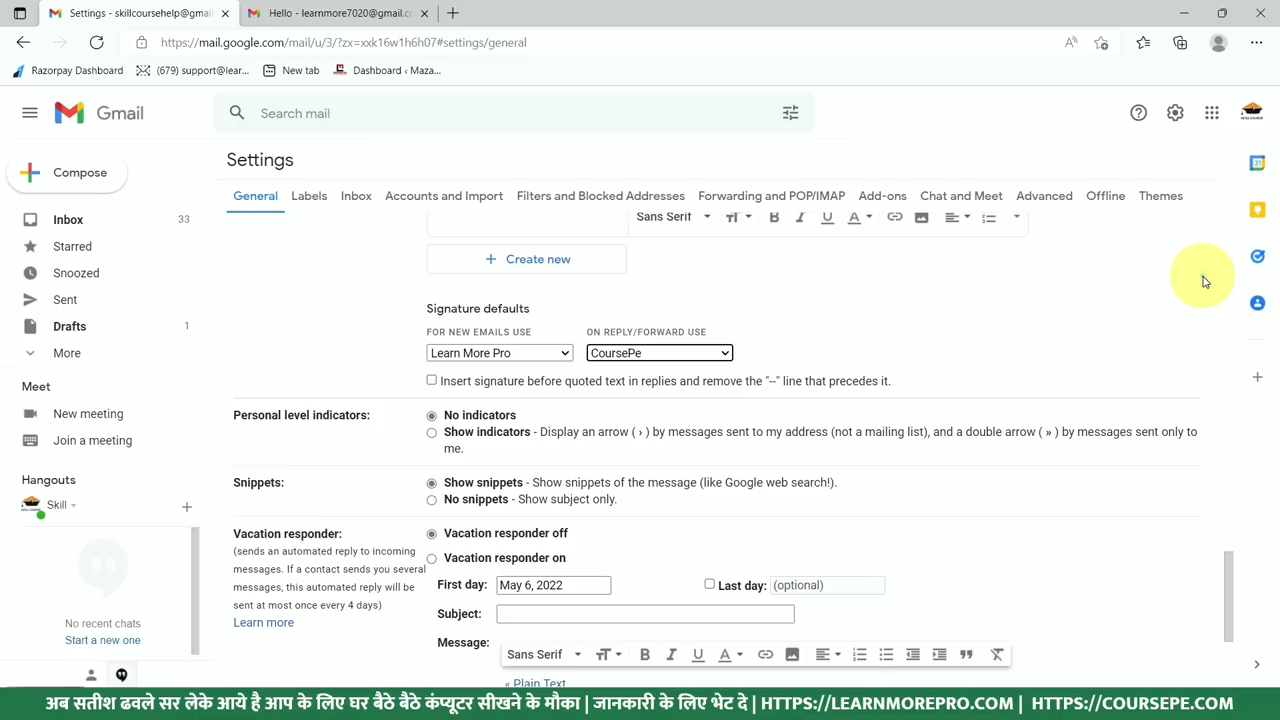 Settings - skillcoursehelp@gmail
Hello - learnmore7020@gmail.c
https://mail.google.com/mail/u/3/?zx=xxk16w1h6h07#settings/general
Razorpay Dashboard
(679) support@lear...
New tab
Dashboard ‹ Maza...
Gmail
Search mail
Compose
Settings
General
Labels
Inbox
Accounts and Import
Filters and Blocked Addresses
Forwarding and POP/IMAP
Add-ons
Chat and Meet
Advanced
Offline
Themes
Inbox 33
Starred
Snoozed
Sent
Drafts 1
More
Meet
New meeting
Join a meeting
Hangouts
Skill
No recent chats
Start a new one
Sans Serif
+ Create new
Signature defaults
FOR NEW EMAILS USE
ON REPLY/FORWARD USE
Learn More Pro
CoursePe
Insert signature before quoted text in replies and remove the "--" line that precedes it.
Personal level indicators:
No indicators
Show indicators - Display an arrow ( › ) by messages sent to my address (not a mailing list), and a double arrow ( » ) by messages sent only to
me.
Snippets:
Show snippets - Show snippets of the message (like Google web search!).
No snippets - Show subject only.
Vacation responder:
(sends an automated reply to incoming
messages. If a contact sends you several
messages, this automated reply will be
sent at most once every 4 days)
Learn more
Vacation responder off
Vacation responder on
First day: May 6, 2022
Last day: (optional)
Subject:
Message:
Sans Serif
« Plain Text
अब सतीश ढवले सर लेके आये है आप के लिए घर बैठे बैठे कंप्यूटर सीखने के मौका | जानकारी के लिए भेट दे | HTTPS://LEARNMOREPRO.COM | HTTPS://COURSEPE.COM